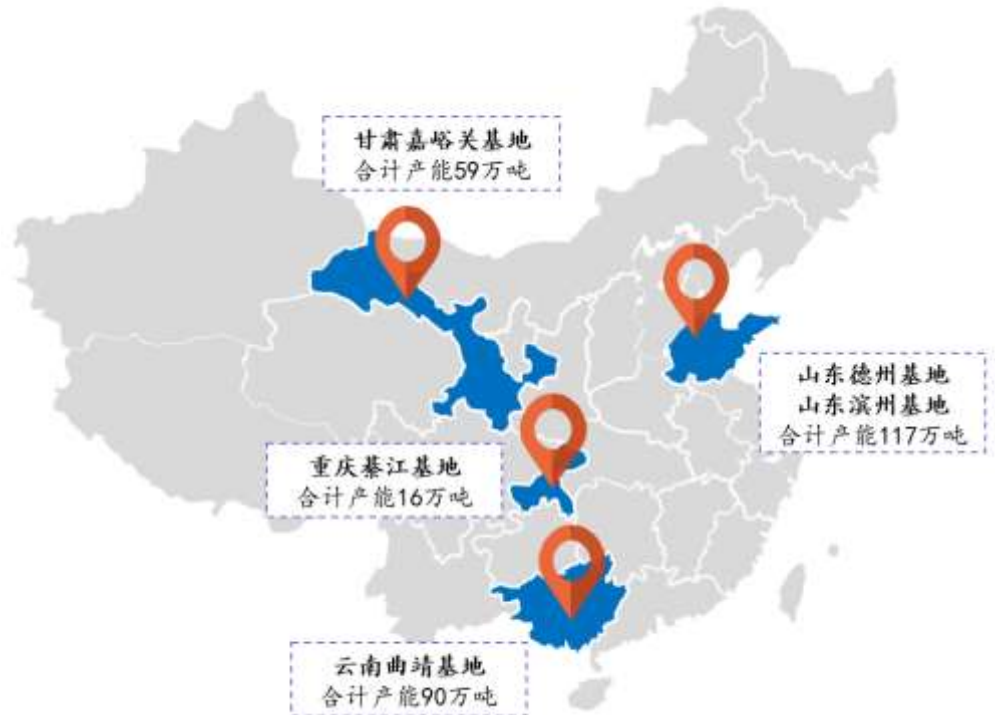 甘肃嘉峪关基地
合计产能59万吨
山东德州基地
山东滨州基地
合计产能117万吨
重庆綦江基地
合计产能16万吨
云南曲靖基地
合计产能90万吨